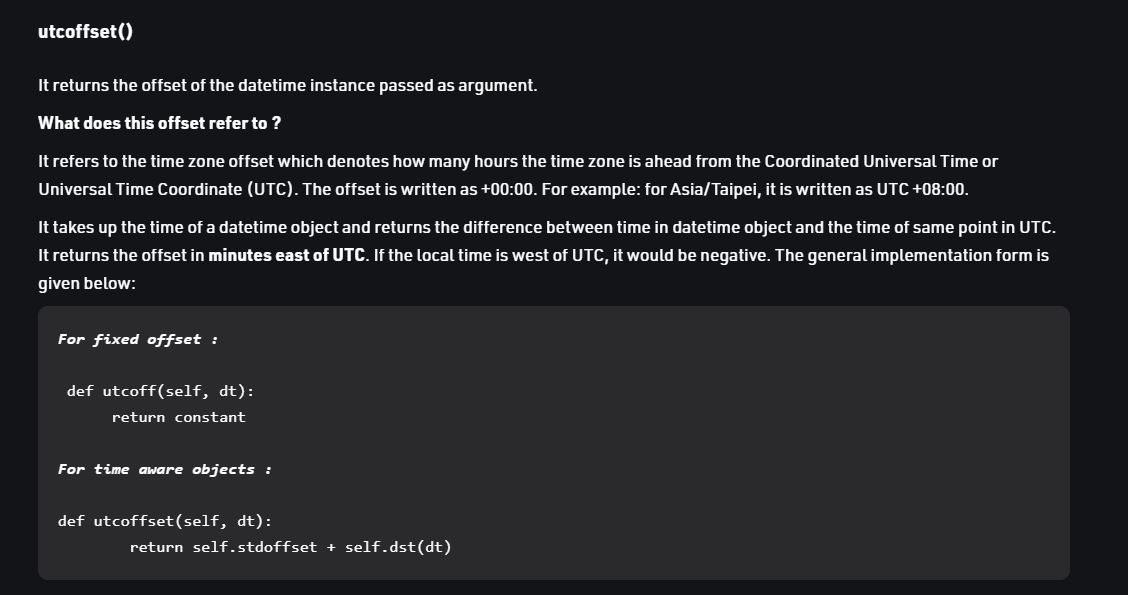 utcoffset()
It returns the offset of the datetime instance passed as argument.
What does this offset refer to ?
It refers to the time zone offset which denotes how many hours the time zone is ahead from the Coordinated Universal Time or
Universal Time Coordinate (UTC). The offset is written as +00:00. For example: for Asia/Taipei, it is written as UTC +08:00.
It takes up the time of a datetime object and returns the difference between time in datetime object and the time of same point in UTC.
It returns the offset in minutes east of UTC. If the local time is west of UTC, it would be negative. The general implementation form is
given below:
For fixed offset :
def utcoff(self, dt):
return constant
For time aware objects :
def utcoffset(self, dt):
return self.stdoffset + self.dst(dt)